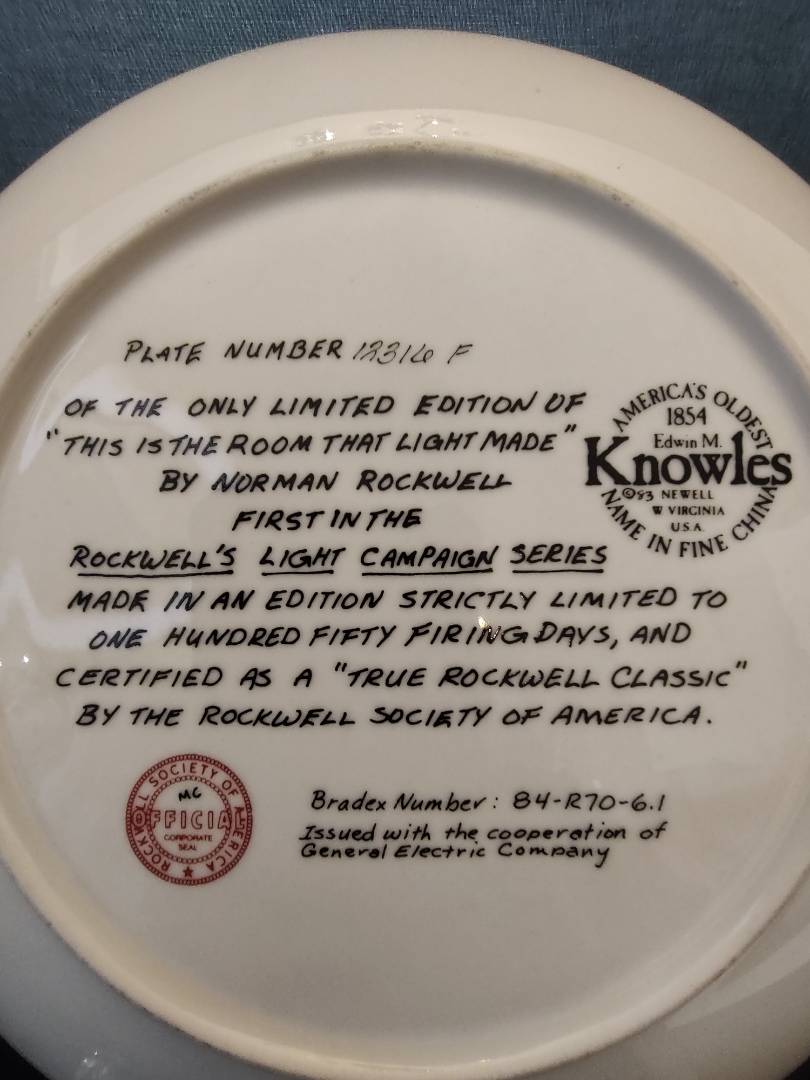 PLATE NUMBER 12316 F
OF THE ONLY LIMITED EDITION OF
"THIS IS THE ROOM THAT LIGHT MADE"
BY NORMAN ROCKWELL
FIRST IN THE
ROCKWELL'S LIGHT CAMPAIGN SERIES
MADE IN AN EDITION STRICTLY LIMITED TO
ONE HUNDRED FIFTY FIRING DAYS, AND
CERTIFIED AS A "TRUE ROCKWELL CLASSIC"
BY THE ROCKWELL SOCIETY OF AMERICA.
AMERICA'S OLDEST
1854
Edwin M.
Knowles
©93 NEWELL
W VIRGINIA
U.S.A.
NAME IN FINE CHINA
ROCKWELL SOCIETY OF AMERICA
MC
OFFICIAL
CORPORATE
SEAL
Bradex Number: 84-R70-6.1
Issued with the cooperation of
General Electric Company